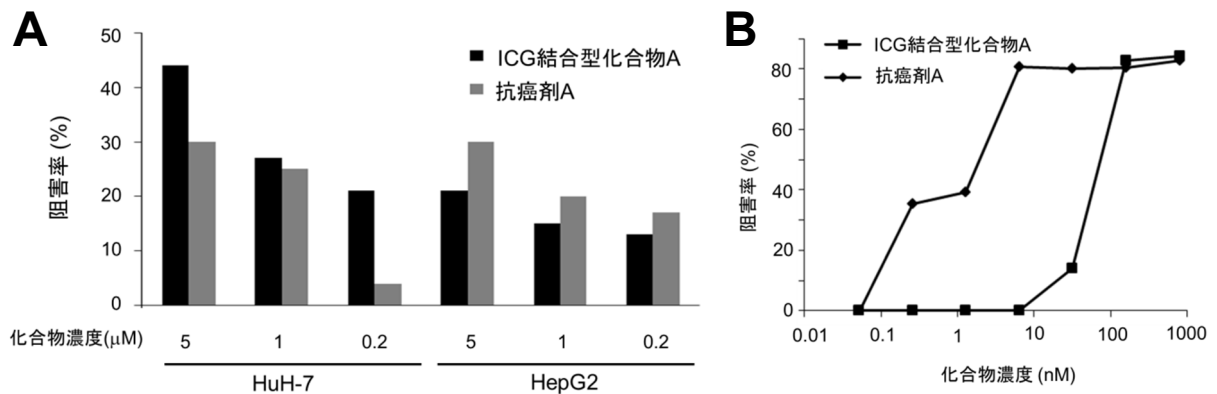 A
50
40
30
20
10
0
阻害率 (%)
ICG結合型化合物A
抗癌剤A
化合物濃度(μM)
5 1 0.2 5 1 0.2
HuH-7 HepG2
B
ICG結合型化合物A
抗癌剤A
80
60
40
20
0
阻害率 (%)
0.01 0.1 1 10 100 1000
化合物濃度 (nM)